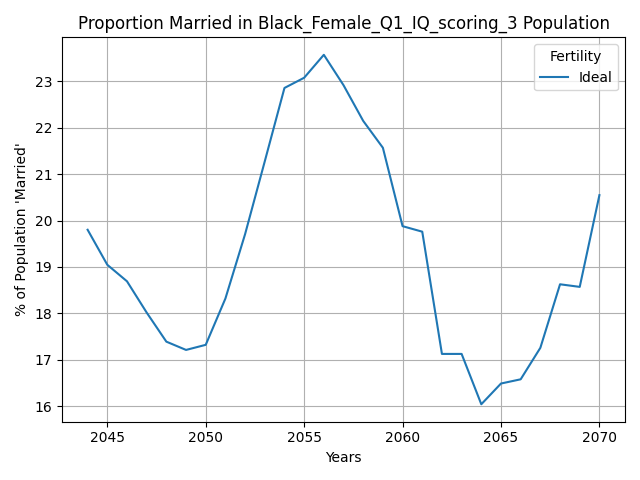 Proportion Married in Black_Female_Q1_IQ_scoring_3 Population
Fertility
Ideal
% of Population 'Married'
23
22
21
20
19
18
17
16
2045
2050
2055
2060
2065
2070
Years